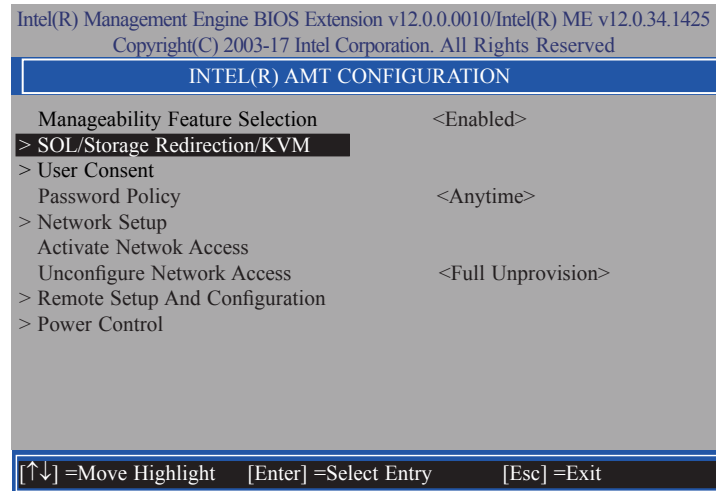 Intel(R) Management Engine BIOS Extension v12.0.0.0010/Intel(R) ME v12.0.34.1425
Copyright(C) 2003-17 Intel Corporation. All Rights Reserved
INTEL(R) AMT CONFIGURATION
Manageability Feature Selection <Enabled>
> SOL/Storage Redirection/KVM
> User Consent
Password Policy <Anytime>
> Network Setup
Activate Netwok Access
Unconfigure Network Access <Full Unprovision>
> Remote Setup And Configuration
> Power Control
[↑↓] =Move Highlight [Enter] =Select Entry [Esc] =Exit